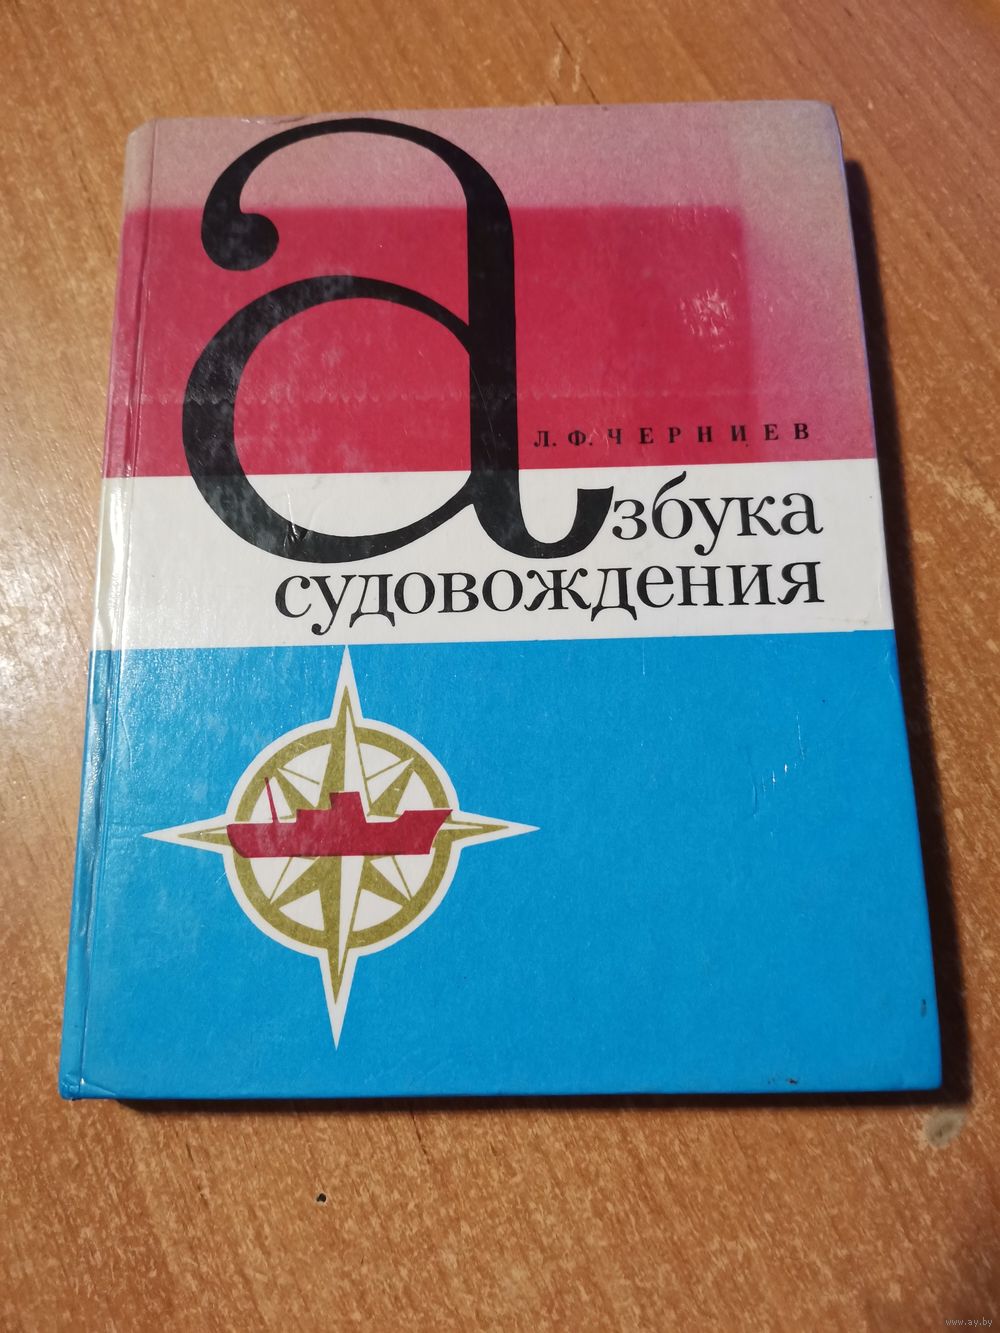 Л. Ф. ЧЕРНИЕВ
азбука
судовождения
www.ay.by